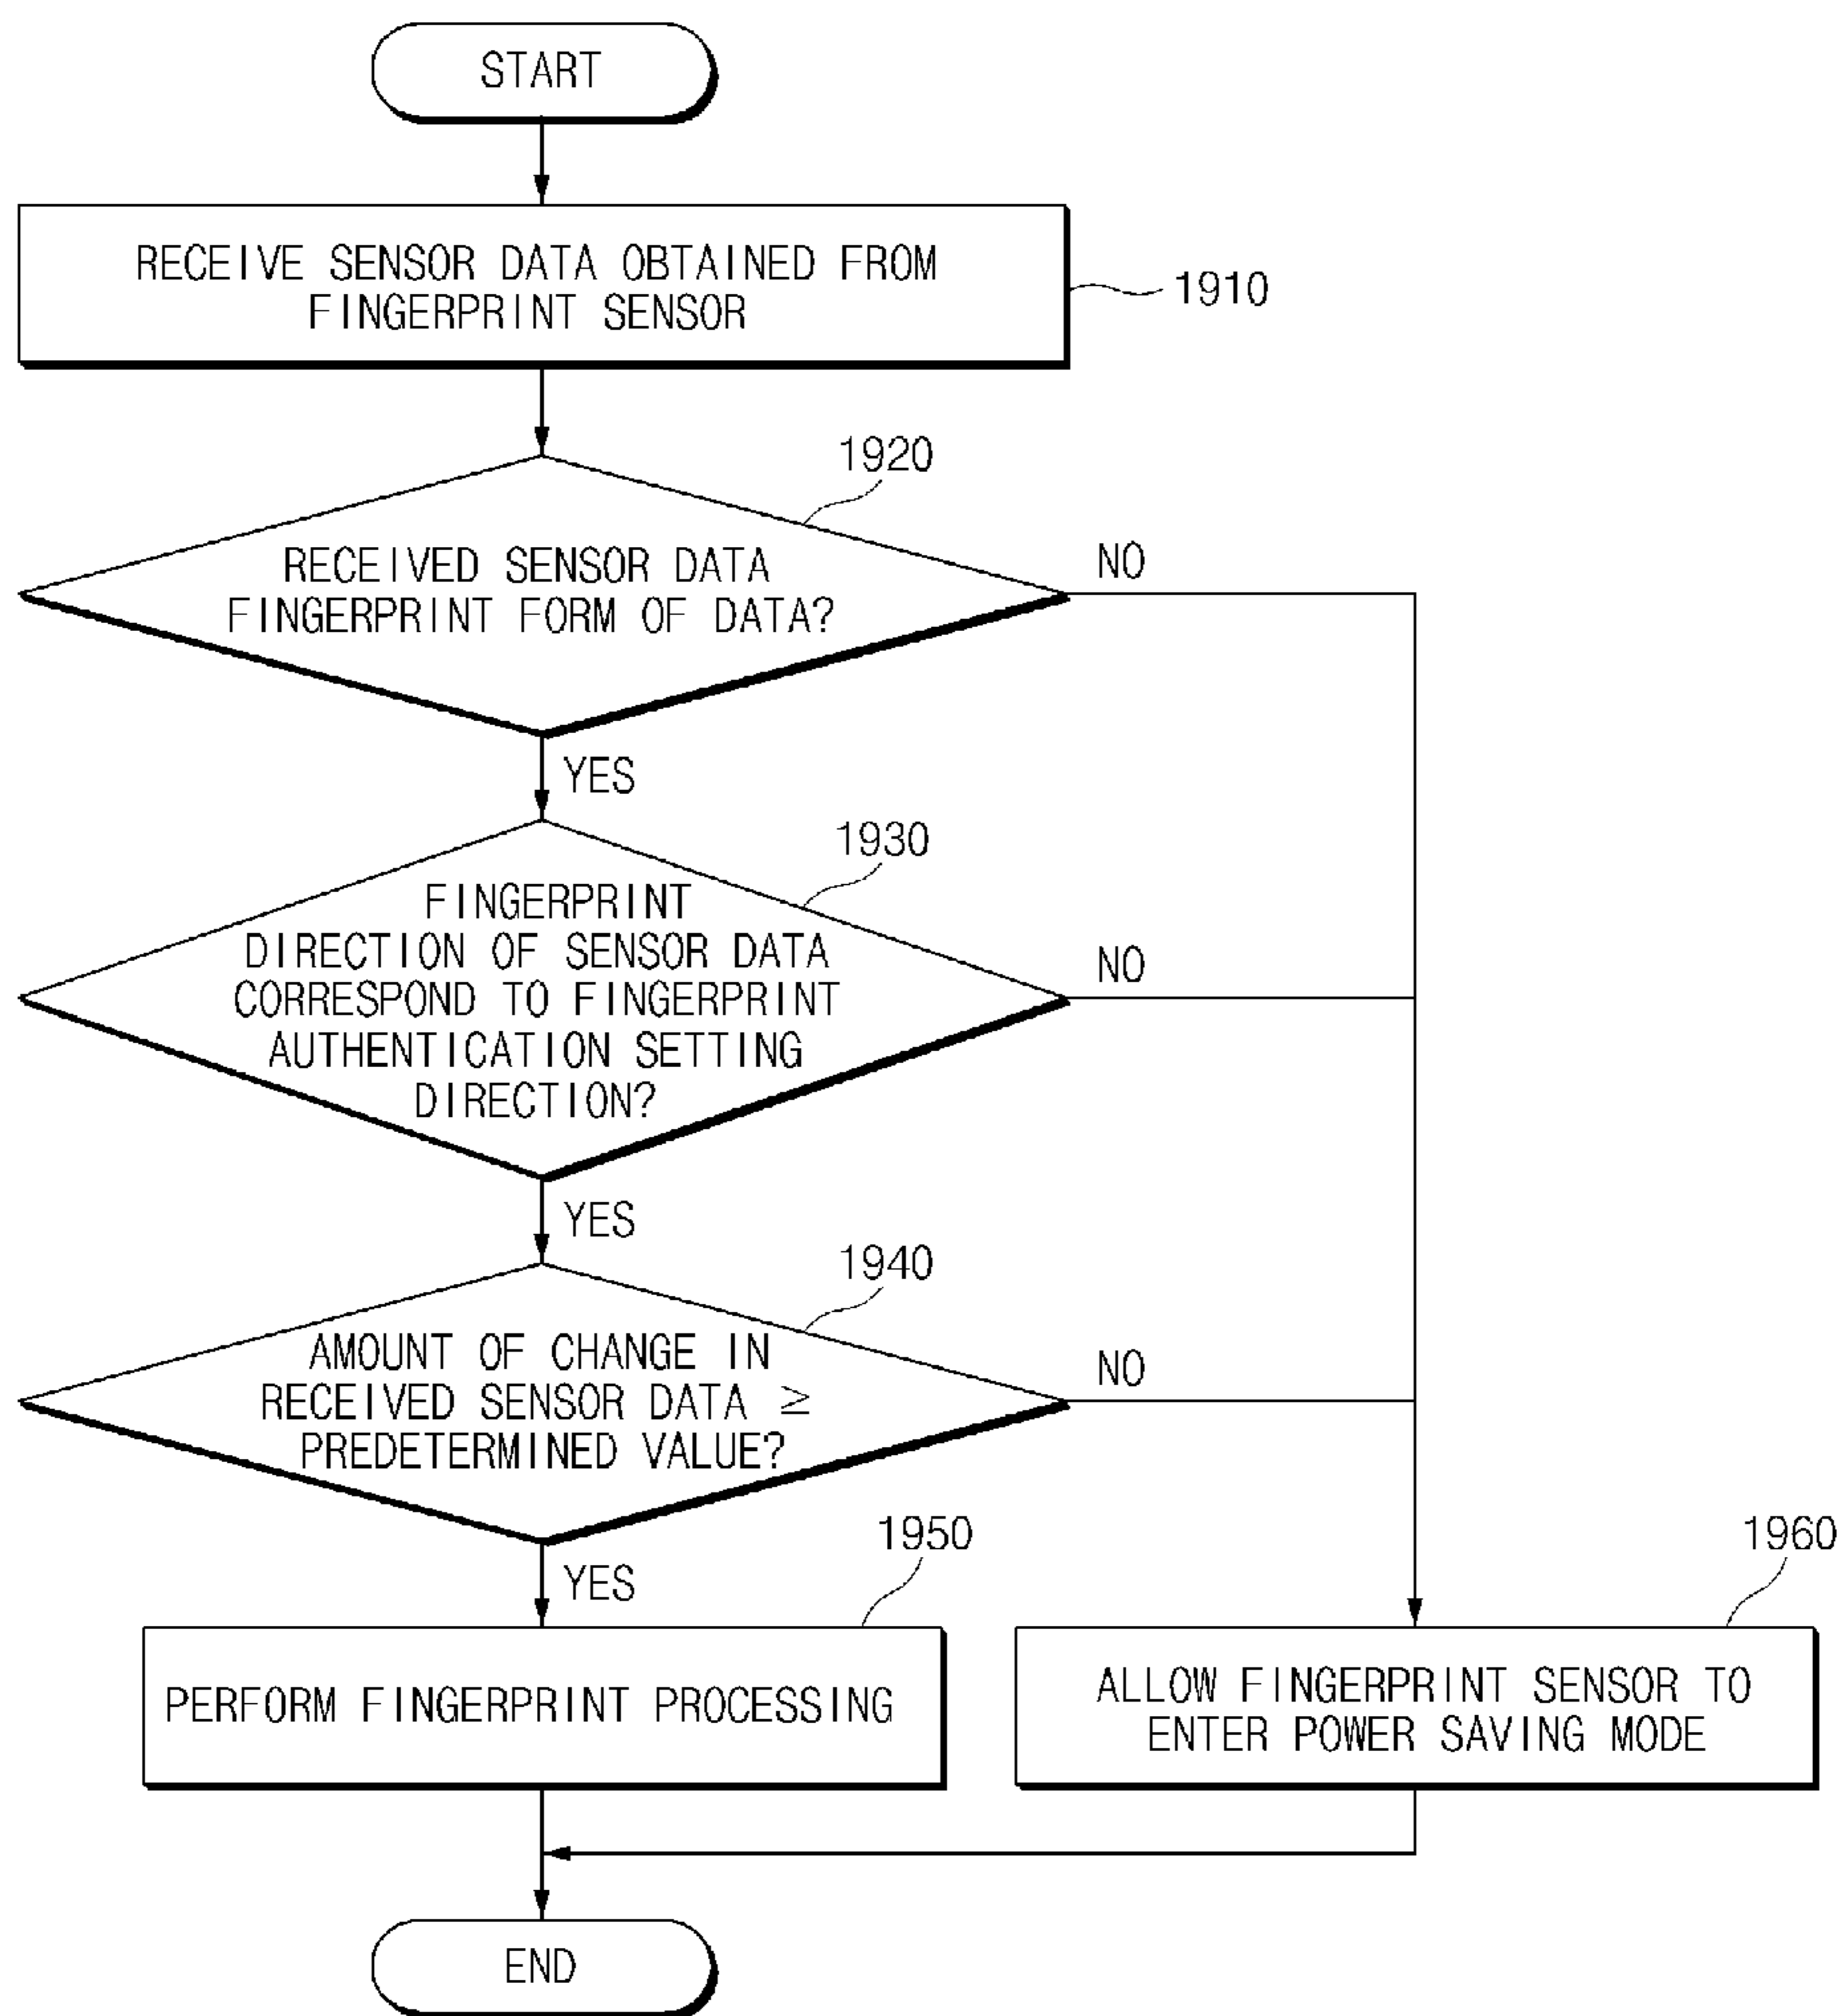 START
RECEIVE SENSOR DATA OBTAINED FROM
FINGERPRINT SENSOR
1910
1920
RECEIVED SENSOR DATA
FINGERPRINT FORM OF DATA?
NO
YES
1930
FINGERPRINT
DIRECTION OF SENSOR DATA
CORRESPOND TO FINGERPRINT
AUTHENTICATION SETTING
DIRECTION?
NO
YES
1940
AMOUNT OF CHANGE IN
RECEIVED SENSOR DATA ≥
PREDETERMINED VALUE?
NO
YES
1950
PERFORM FINGERPRINT PROCESSING
1960
ALLOW FINGERPRINT SENSOR TO
ENTER POWER SAVING MODE
END